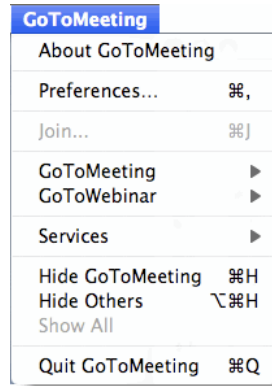 GoToMeeting
About GoToMeeting
Preferences... ⌘,
Join... ⌘J
GoToMeeting ▶
GoToWebinar ▶
Services ▶
Hide GoToMeeting ⌘H
Hide Others ⌥⌘H
Show All
Quit GoToMeeting ⌘Q